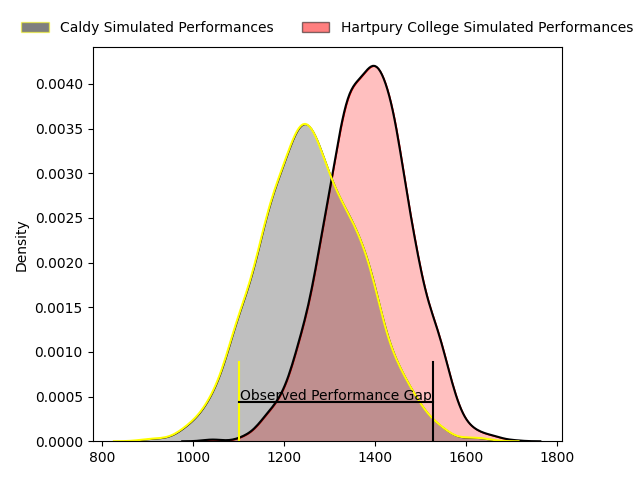 Caldy Simulated Performances
Hartpury College Simulated Performances
0.0040
0.0035
0.0030
0.0025
0.0020
0.0015
0.0010
0.0005
0.0000
Density
Observed Performance Gap
800 1000 1200 1400 1600 1800